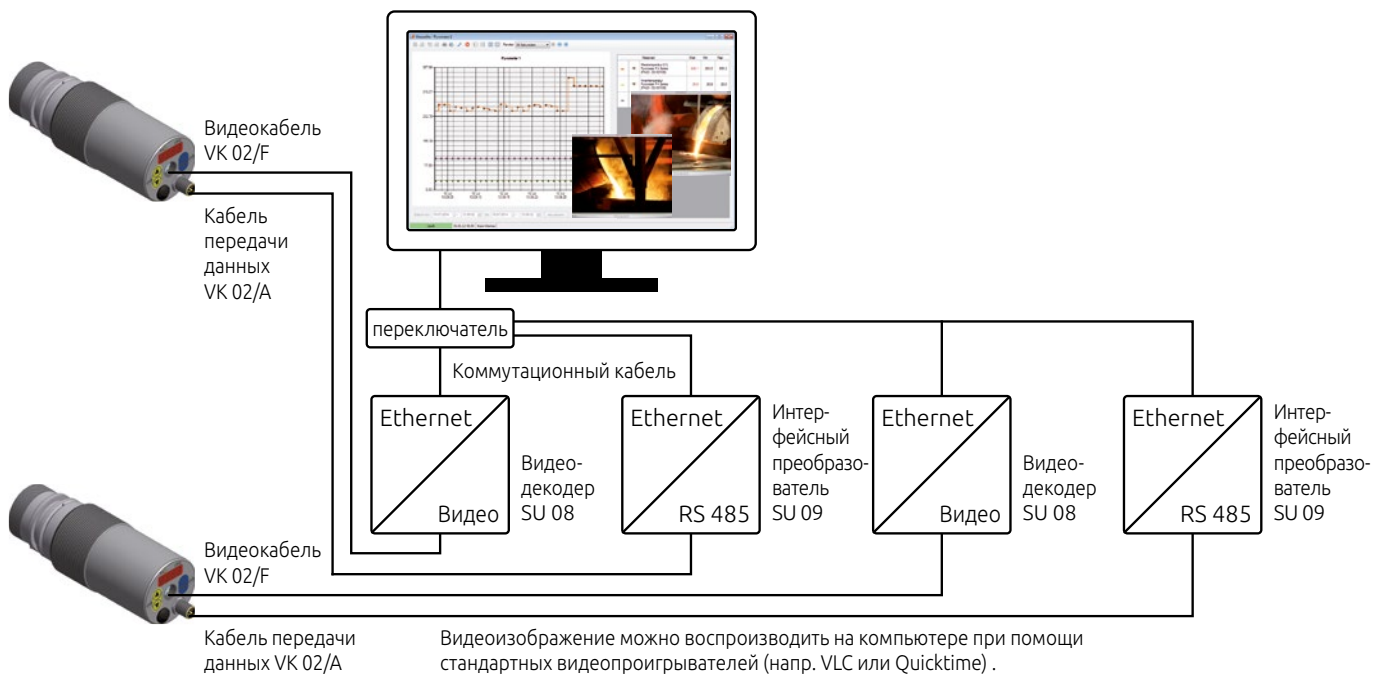 Pyrometer 1
Видеокабель
VK 02/F
Кабель
передачи
данных
VK 02/A
переключатель
Коммутационный кабель
Ethernet
Видео
Видео-
декодер
SU 08
Ethernet
RS 485
Интер-
фейсный
преобразо-
ватель
SU 09
Ethernet
Видео
Видео-
декодер
SU 08
Ethernet
RS 485
Интер-
фейсный
преобразо-
ватель
SU 09
Видеокабель
VK 02/F
Кабель передачи
данных VK 02/A
Видеоизображение можно воспроизводить на компьютере при помощи
стандартных видеопроигрывателей (напр. VLC или Quicktime) .